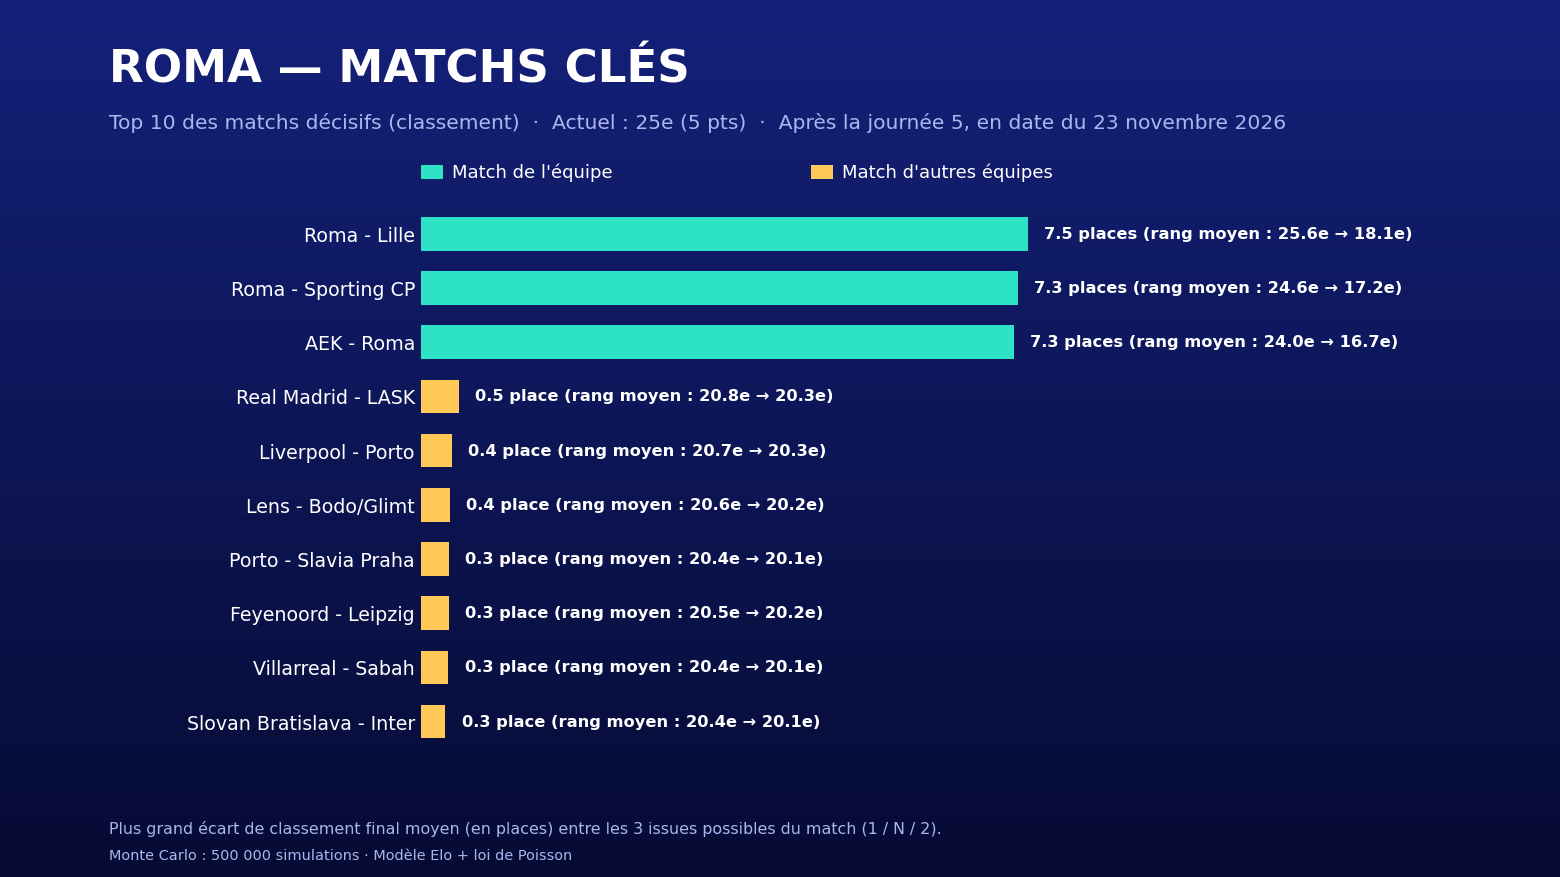 ROMA — MATCHS CLÉS
Top 10 des matchs décisifs (classement) · Actuel : 25e (5 pts) · Après la journée 5, en date du 23 novembre 2026
Match de l'équipe
Match d'autres équipes
Roma - Lille 7.5 places (rang moyen : 25.6e → 18.1e)
Roma - Sporting CP 7.3 places (rang moyen : 24.6e → 17.2e)
AEK - Roma 7.3 places (rang moyen : 24.0e → 16.7e)
Real Madrid - LASK 0.5 place (rang moyen : 20.8e → 20.3e)
Liverpool - Porto 0.4 place (rang moyen : 20.7e → 20.3e)
Lens - Bodo/Glimt 0.4 place (rang moyen : 20.6e → 20.2e)
Porto - Slavia Praha 0.3 place (rang moyen : 20.4e → 20.1e)
Feyenoord - Leipzig 0.3 place (rang moyen : 20.5e → 20.2e)
Villarreal - Sabah 0.3 place (rang moyen : 20.4e → 20.1e)
Slovan Bratislava - Inter 0.3 place (rang moyen : 20.4e → 20.1e)
Plus grand écart de classement final moyen (en places) entre les 3 issues possibles du match (1 / N / 2).
Monte Carlo : 500 000 simulations · Modèle Elo + loi de Poisson